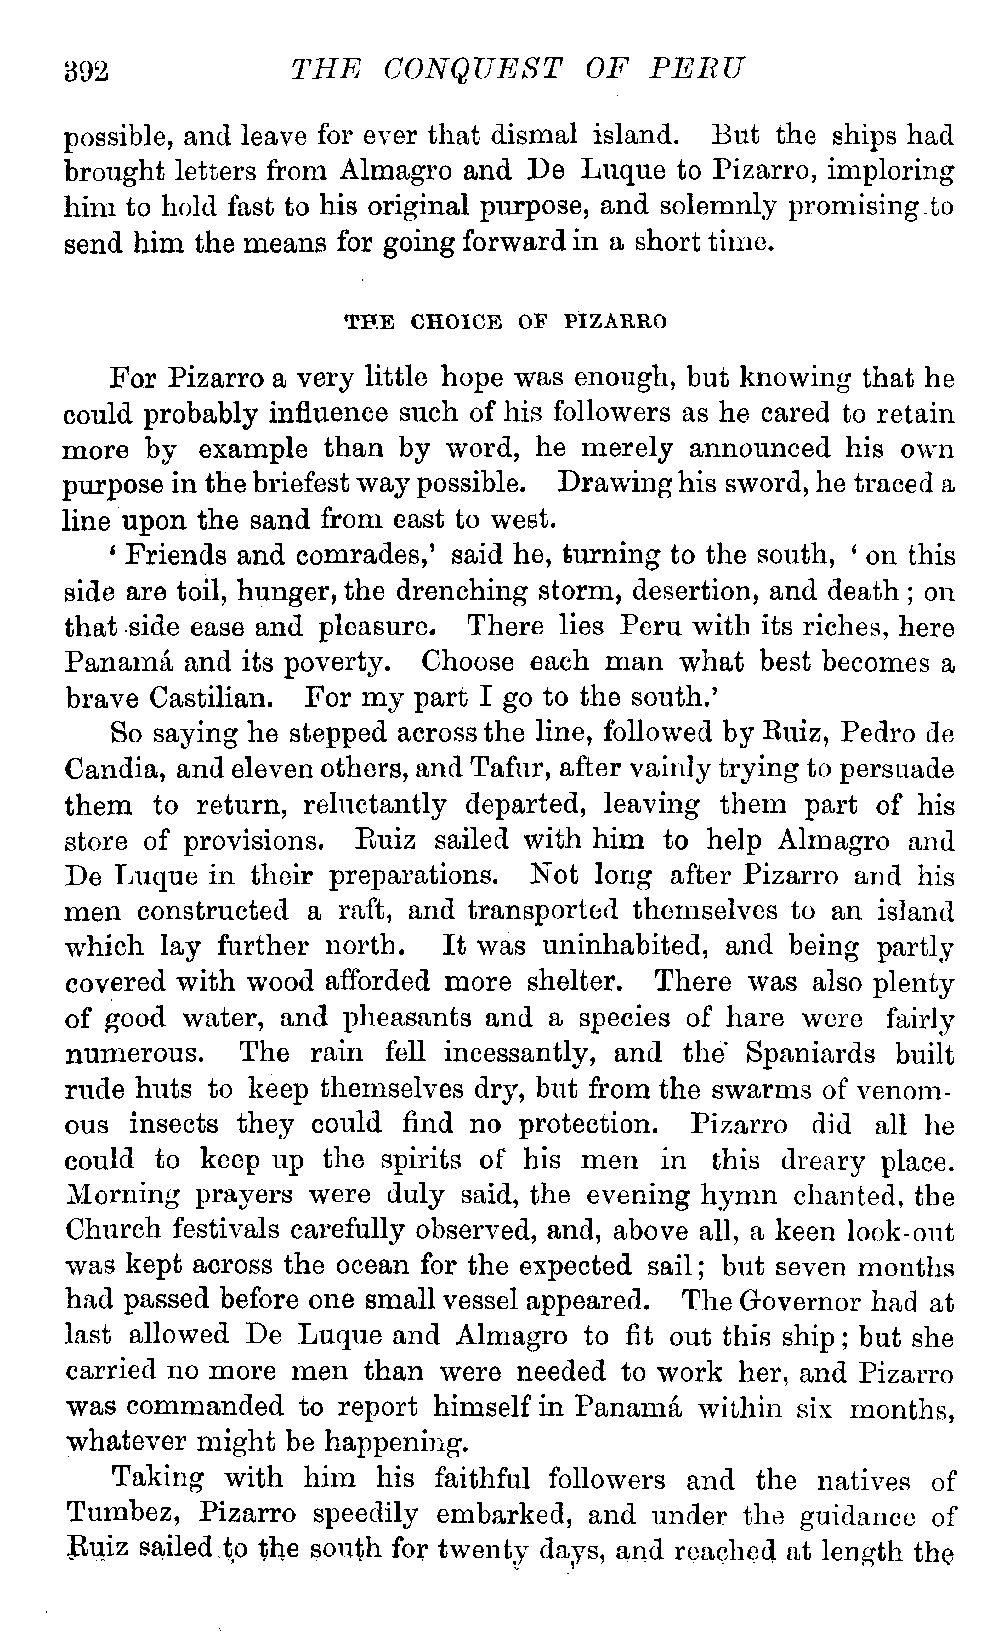 392 THE CONQUEST OF PERU
possible, and leave for ever that dismal island. But the ships had
brought letters from Almagro and De Luque to Pizarro, imploring
him to hold fast to his original purpose, and solemnly promising to
send him the means for going forward in a short time.
THE CHOICE OF PIZARRO
For Pizarro a very little hope was enough, but knowing that he
could probably influence such of his followers as he cared to retain
more by example than by word, he merely announced his own
purpose in the briefest way possible. Drawing his sword, he traced a
line upon the sand from east to west.
‘ Friends and comrades,’ said he, turning to the south, ‘ on this
side are toil, hunger, the drenching storm, desertion, and death ; on
that side ease and pleasure. There lies Peru with its riches, here
Panamá and its poverty. Choose each man what best becomes a
brave Castilian. For my part I go to the south.’
So saying he stepped across the line, followed by Ruiz, Pedro de
Candia, and eleven others, and Tafur, after vainly trying to persuade
them to return, reluctantly departed, leaving them part of his
store of provisions. Ruiz sailed with him to help Almagro and
De Luque in their preparations. Not long after Pizarro and his
men constructed a raft, and transported themselves to an island
which lay further north. It was uninhabited, and being partly
covered with wood afforded more shelter. There was also plenty
of good water, and pheasants and a species of hare were fairly
numerous. The rain fell incessantly, and the Spaniards built
rude huts to keep themselves dry, but from the swarms of venom-
ous insects they could find no protection. Pizarro did all he
could to keep up the spirits of his men in this dreary place.
Morning prayers were duly said, the evening hymn chanted, the
Church festivals carefully observed, and, above all, a keen look-out
was kept across the ocean for the expected sail; but seven months
had passed before one small vessel appeared. The Governor had at
last allowed De Luque and Almagro to fit out this ship; but she
carried no more men than were needed to work her, and Pizarro
was commanded to report himself in Panamá within six months,
whatever might be happening.
Taking with him his faithful followers and the natives of
Tumbez, Pizarro speedily embarked, and under the guidance of
Ruiz sailed to the south for twenty days, and reached at length the